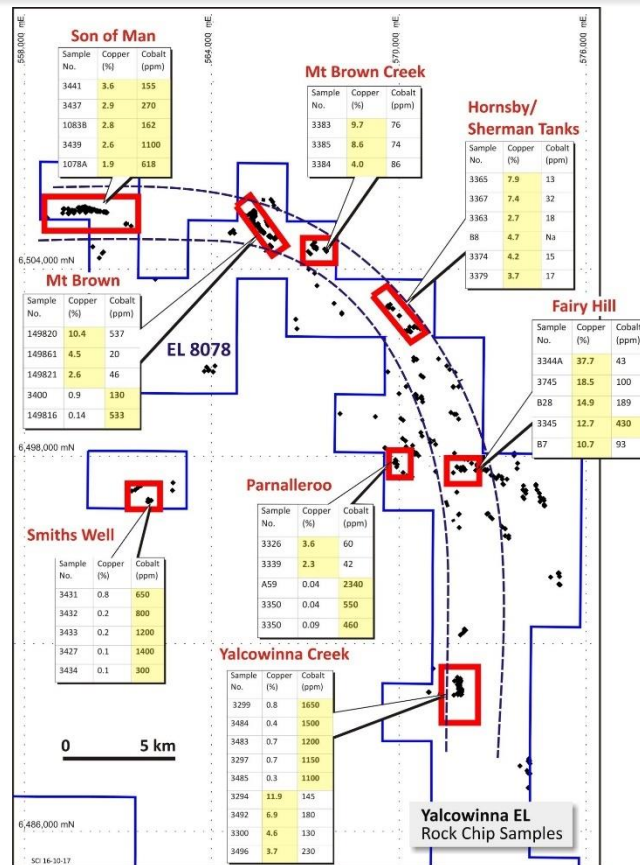 558,000 mE.
564,000 mE.
570,000 mE.
576,000 mE.
Son of Man
Sample No. Copper (%) Cobalt (ppm)
3441 3.6 155
3437 2.9 270
1083B 2.8 162
3439 2.6 1100
1078A 1.9 618
Mt Brown Creek
Sample No. Copper (%) Cobalt (ppm)
3383 9.7 76
3385 8.6 74
3384 4.0 86
Hornsby/
Sherman Tanks
Sample No. Copper (%) Cobalt (ppm)
3365 7.9 13
3367 7.4 32
3363 2.7 18
B8 4.7 Na
3374 4.2 15
3379 3.7 17
6,504,000 mN
Mt Brown
Sample No. Copper (%) Cobalt (ppm)
149820 10.4 537
149861 4.5 20
149821 2.6 46
3400 0.9 130
149816 0.14 533
EL 8078
Fairy Hill
Sample No. Copper (%) Cobalt (ppm)
3344A 37.7 43
3745 18.5 100
B28 14.9 189
3345 12.7 430
B7 10.7 93
6,498,000 mN
Parnalleroo
Sample No. Copper (%) Cobalt (ppm)
3326 3.6 60
3339 2.3 42
A59 0.04 2340
3350 0.04 550
3350 0.09 460
Smiths Well
Sample No. Copper (%) Cobalt (ppm)
3431 0.8 650
3432 0.2 800
3433 0.2 1200
3427 0.1 1400
3434 0.1 300
Yalcowinna Creek
Sample No. Copper (%) Cobalt (ppm)
3299 0.8 1650
3484 0.4 1500
3483 0.7 1200
3297 0.7 1150
3485 0.3 1100
3294 11.9 145
3492 6.9 180
3300 4.6 130
3496 3.7 230
0 5 km
6,486,000 mN
Yalcowinna EL
Rock Chip Samples
SCI 16-10-17